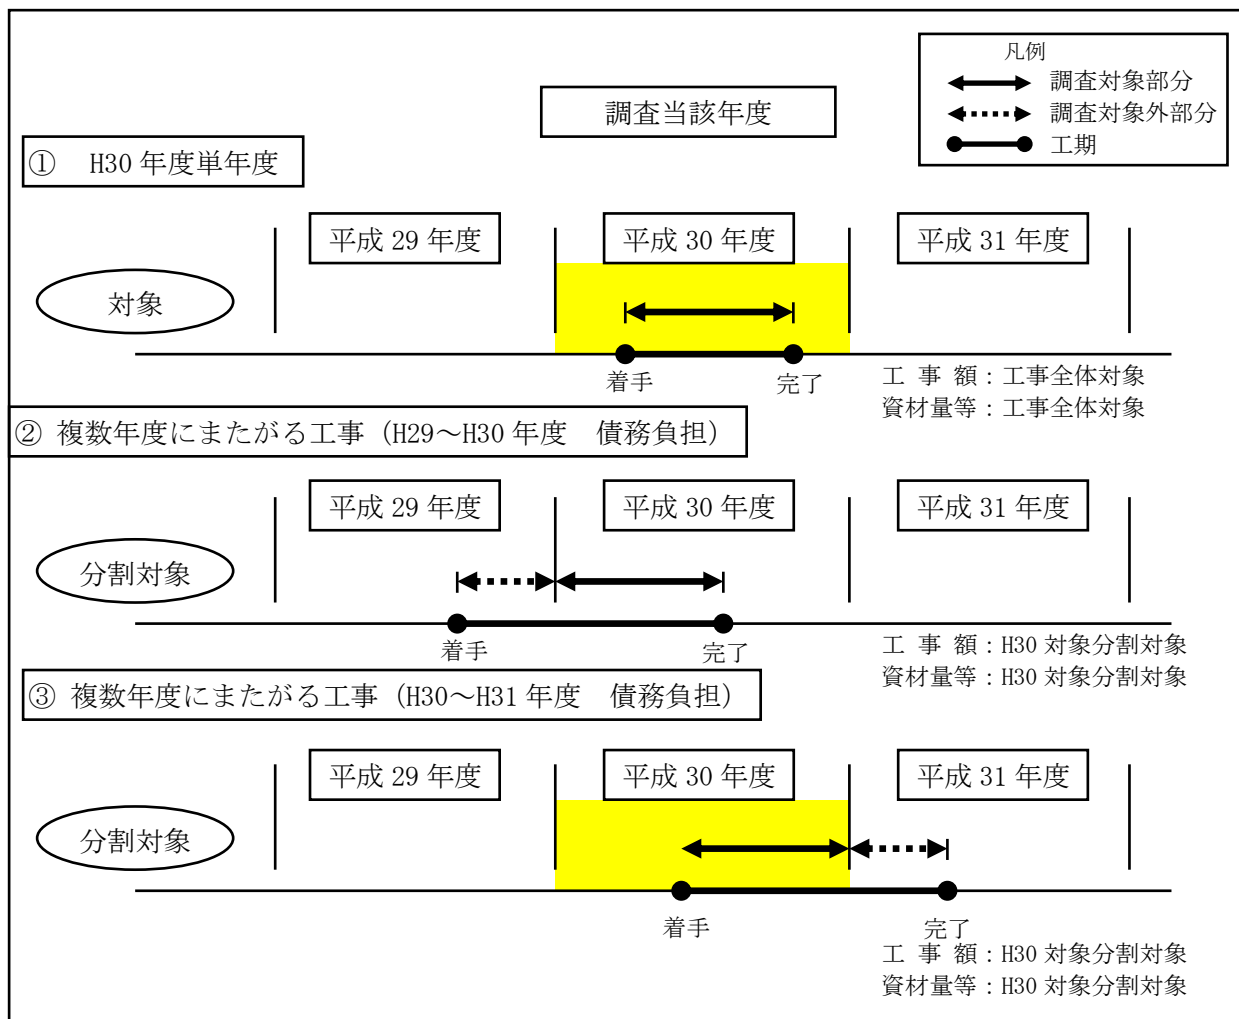 凡例
調査対象部分
調査対象外部分
工期
調査当該年度
① H30 年度単年度
平成 29 年度
平成 30 年度
平成 31 年度
対象
着手
完了
工 事 額：工事全体対象
資材量等：工事全体対象
② 複数年度にまたがる工事（H29～H30 年度　債務負担）
平成 29 年度
平成 30 年度
平成 31 年度
分割対象
着手
完了
工 事 額：H30 対象分割対象
資材量等：H30 対象分割対象
③ 複数年度にまたがる工事（H30～H31 年度　債務負担）
平成 29 年度
平成 30 年度
平成 31 年度
分割対象
着手
完了
工 事 額：H30 対象分割対象
資材量等：H30 対象分割対象